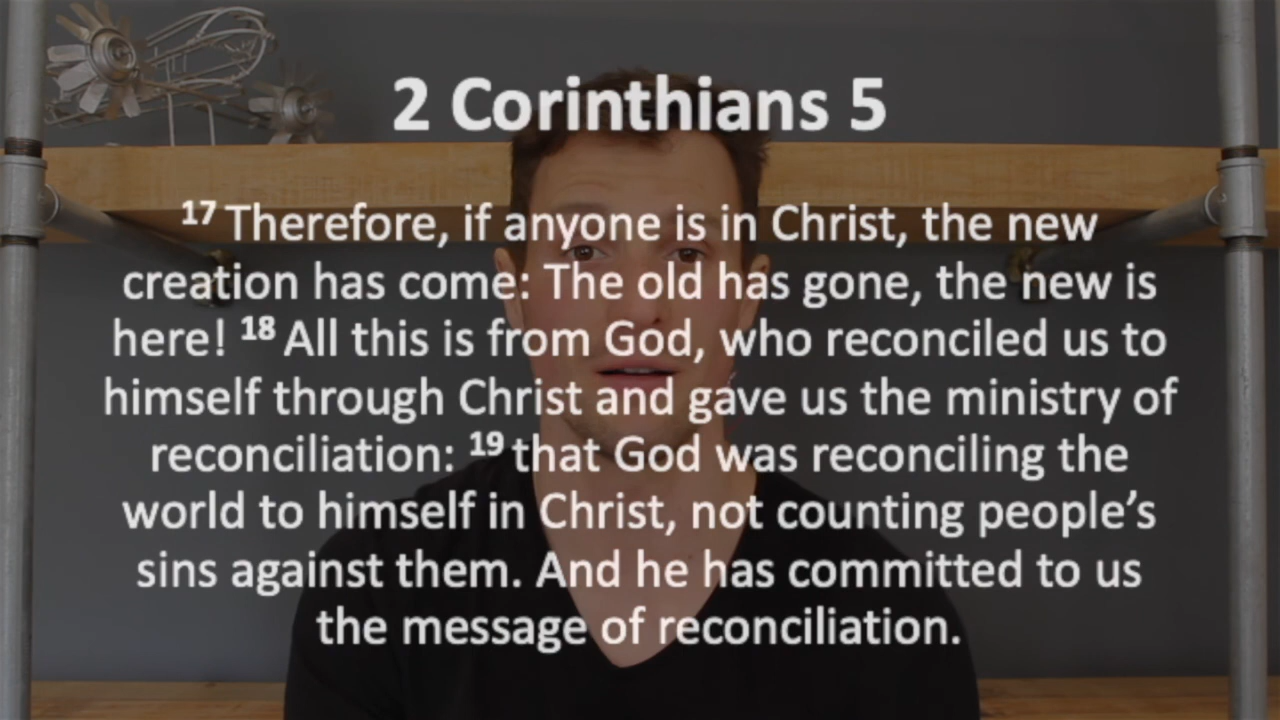 2 Corinthians 5
17 Therefore, if anyone is in Christ, the new
creation has come: The old has gone, the new is
here! 18 All this is from God, who reconciled us to
himself through Christ and gave us the ministry of
reconciliation: 19 that God was reconciling the
world to himself in Christ, not counting people’s
sins against them. And he has committed to us
the message of reconciliation.